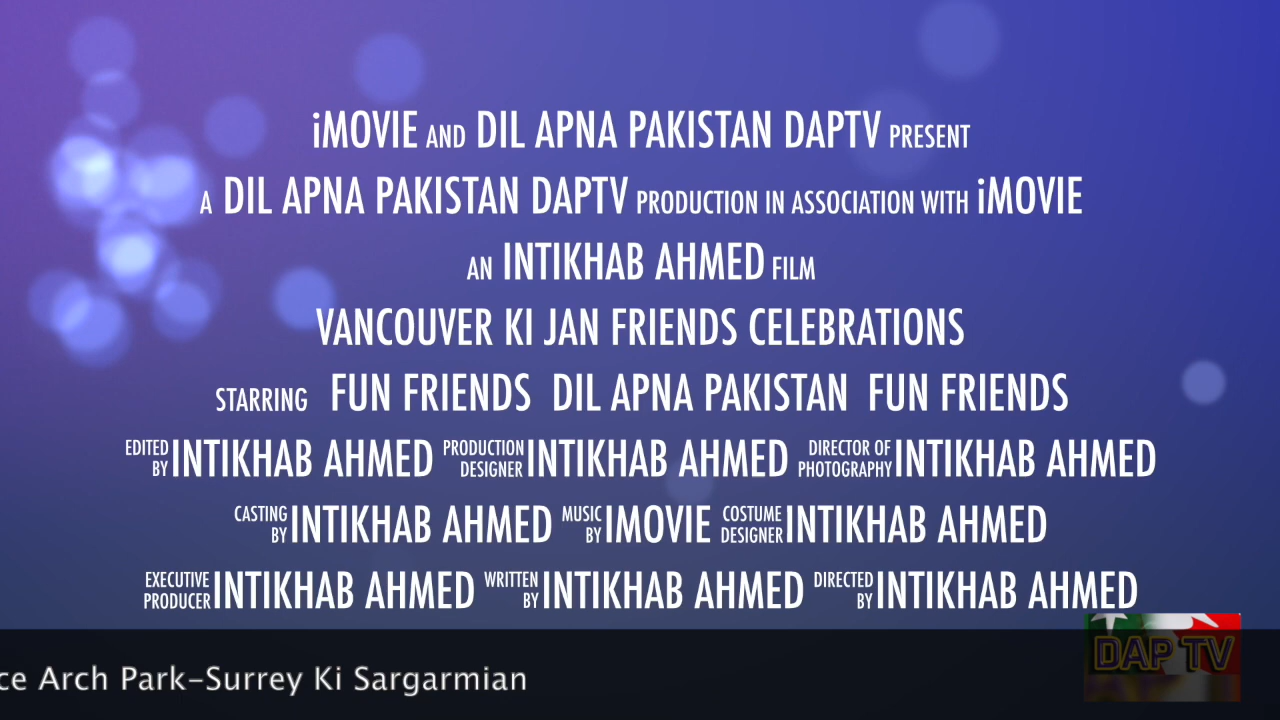 iMOVIE AND DIL APNA PAKISTAN DAPTV PRESENT
A DIL APNA PAKISTAN DAPTV PRODUCTION IN ASSOCIATION WITH iMOVIE
AN INTIKHAB AHMED FILM
VANCOUVER KI JAN FRIENDS CELEBRATIONS
STARRING FUN FRIENDS DIL APNA PAKISTAN FUN FRIENDS
EDITED BY INTIKHAB AHMED PRODUCTION DESIGNER INTIKHAB AHMED DIRECTOR OF PHOTOGRAPHY INTIKHAB AHMED
CASTING BY INTIKHAB AHMED MUSIC BY IMOVIE COSTUME DESIGNER INTIKHAB AHMED
EXECUTIVE PRODUCER INTIKHAB AHMED WRITTEN BY INTIKHAB AHMED DIRECTED BY INTIKHAB AHMED
DAP TV
ce Arch Park-Surrey Ki Sargarmian